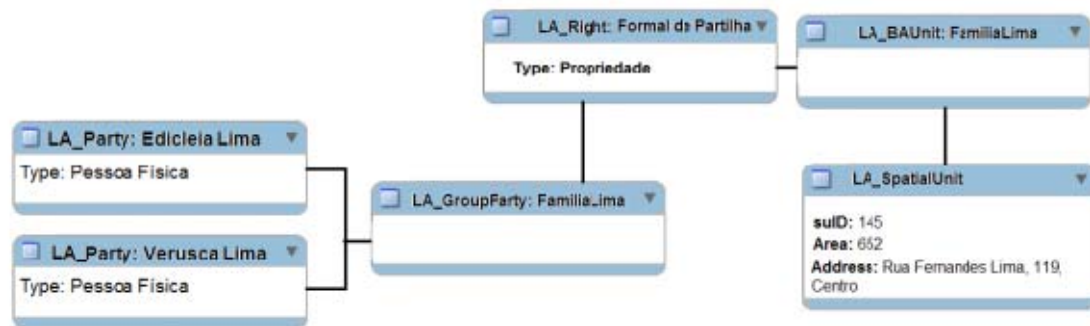 LA_Right: Formal de Partilha
Type: Propriedade
LA_BAUnit: FamiliaLima
LA_Party: Edicleia Lima
Type: Pessoa Física
LA_GroupParty: FamiliaLima
LA_SpatialUnit
suID: 145
Area: 652
Address: Rua Fernandes Lima, 119,
Centro
LA_Party: Verusca Lima
Type: Pessoa Física